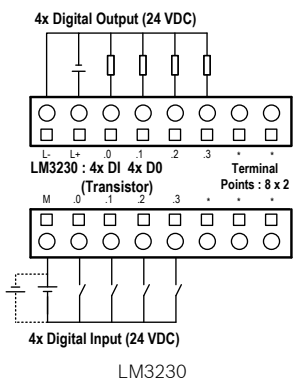 4x Digital Output (24 VDC)
L- L+ .0 .1 .2 .3 * *
LM3230 : 4x DI 4x D0 Terminal
(Transistor) Points : 8 x 2
M .0 .1 .2 .3 * * *
4x Digital Input (24 VDC)
LM3230